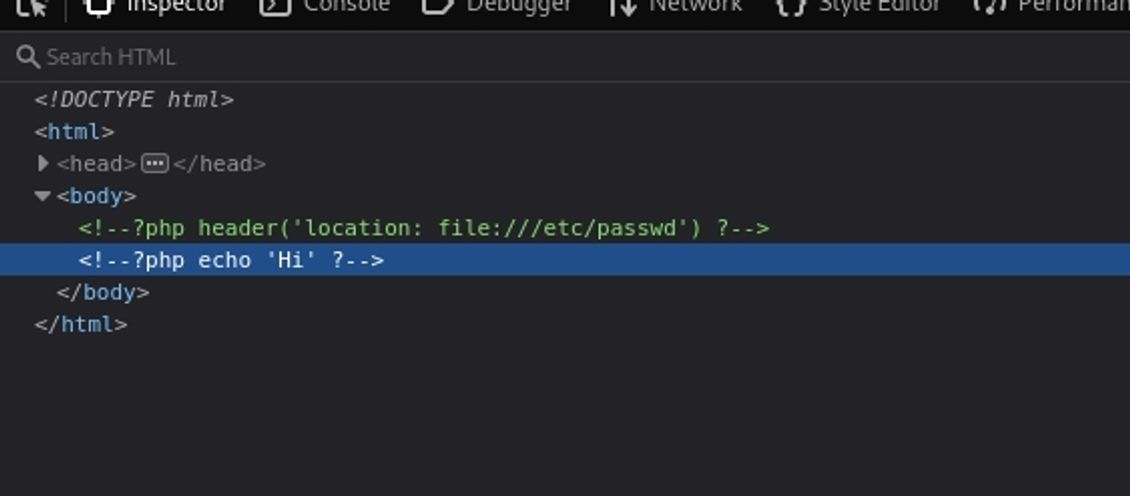 Inspector Console Debugger Network Style Editor Performan
Search HTML
<!DOCTYPE html>
<html>
<head>…</head>
<body>
<!--?php header('location: file:///etc/passwd') ?-->
<!--?php echo 'Hi' ?-->
</body>
</html>